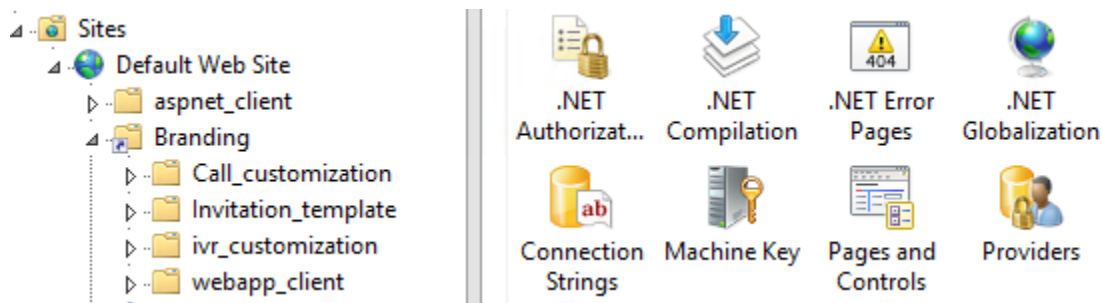 Sites
Default Web Site
aspnet_client
Branding
Call_customization
Invitation_template
ivr_customization
webapp_client
404
.NET
Authorizat...
.NET
Compilation
.NET Error
Pages
.NET
Globalization
ab
Connection
Strings
Machine Key
Pages and
Controls
Providers